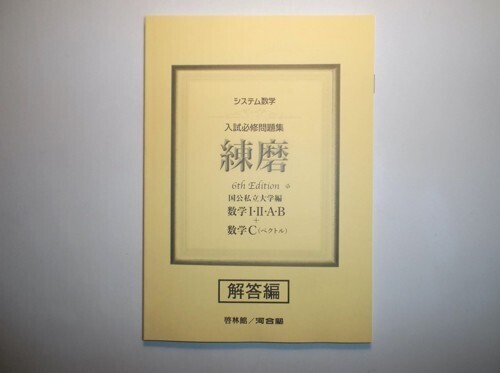 システム数学
入試必修問題集
練磨
6th Edition
国公私立大学編
数学I・II・A・B
+
数学C(ベクトル)
解答編
啓林館/河合塾